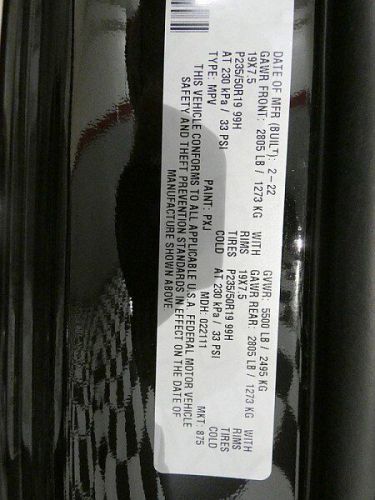 DATE OF MFR (BUILT): 2-22 GVWR: 5500 LB / 2495 KG
GAWR FRONT: 2805 LB / 1273 KG WITH GAWR REAR: 2805 LB / 1273 KG WITH
19X7.5 RIMS 19X7.5 RIMS
P235/50R19 99H TIRES P235/50R19 99H TIRES
AT 230 kPa / 33 PSI COLD AT 230 kPa / 33 PSI COLD
TYPE: MPV PAINT: PXJ MDH: 022111 MKT: 875
THIS VEHICLE CONFORMS TO ALL APPLICABLE U.S.A. FEDERAL MOTOR VEHICLE
SAFETY AND THEFT PREVENTION STANDARDS IN EFFECT ON THE DATE OF
MANUFACTURE SHOWN ABOVE